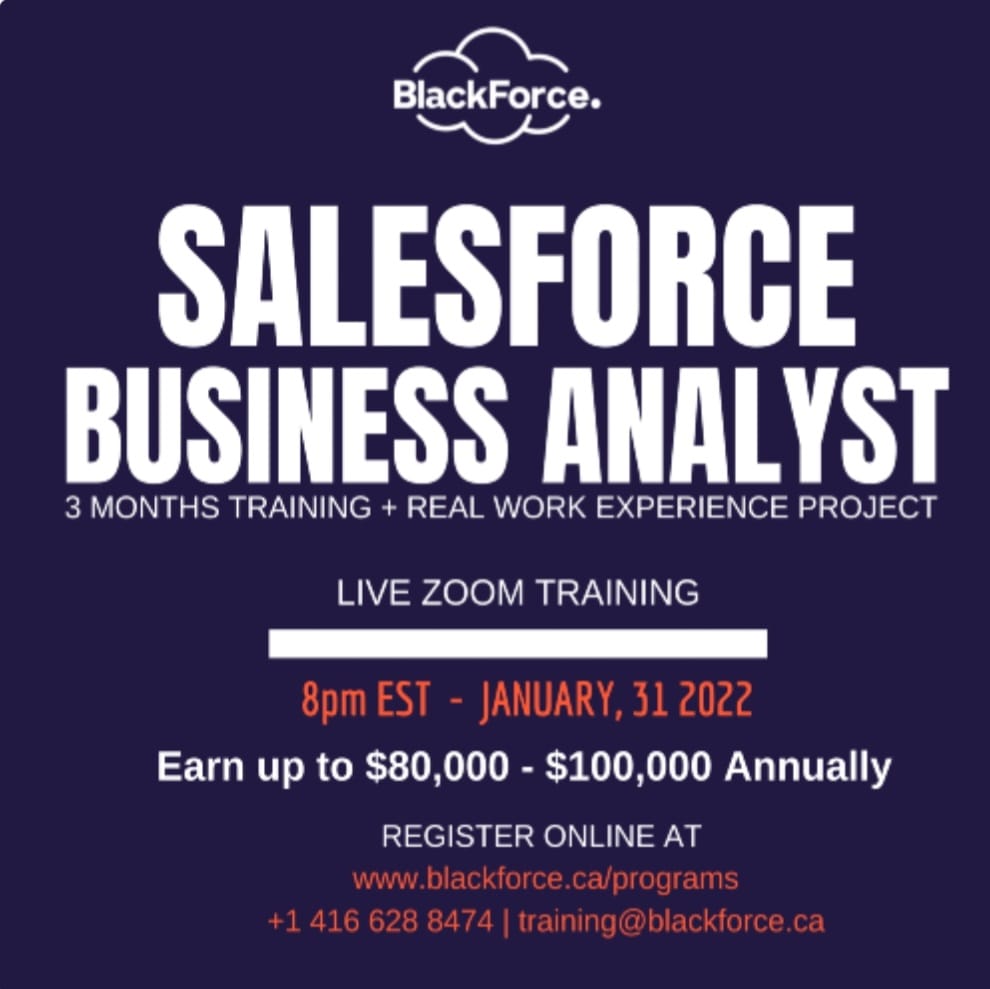 BlackForce.
SALESFORCE
BUSINESS ANALYST
3 MONTHS TRAINING + REAL WORK EXPERIENCE PROJECT
LIVE ZOOM TRAINING
8pm EST - JANUARY, 31 2022
Earn up to $80,000 - $100,000 Annually
REGISTER ONLINE AT
www.blackforce.ca/programs
+1 416 628 8474 | training@blackforce.ca